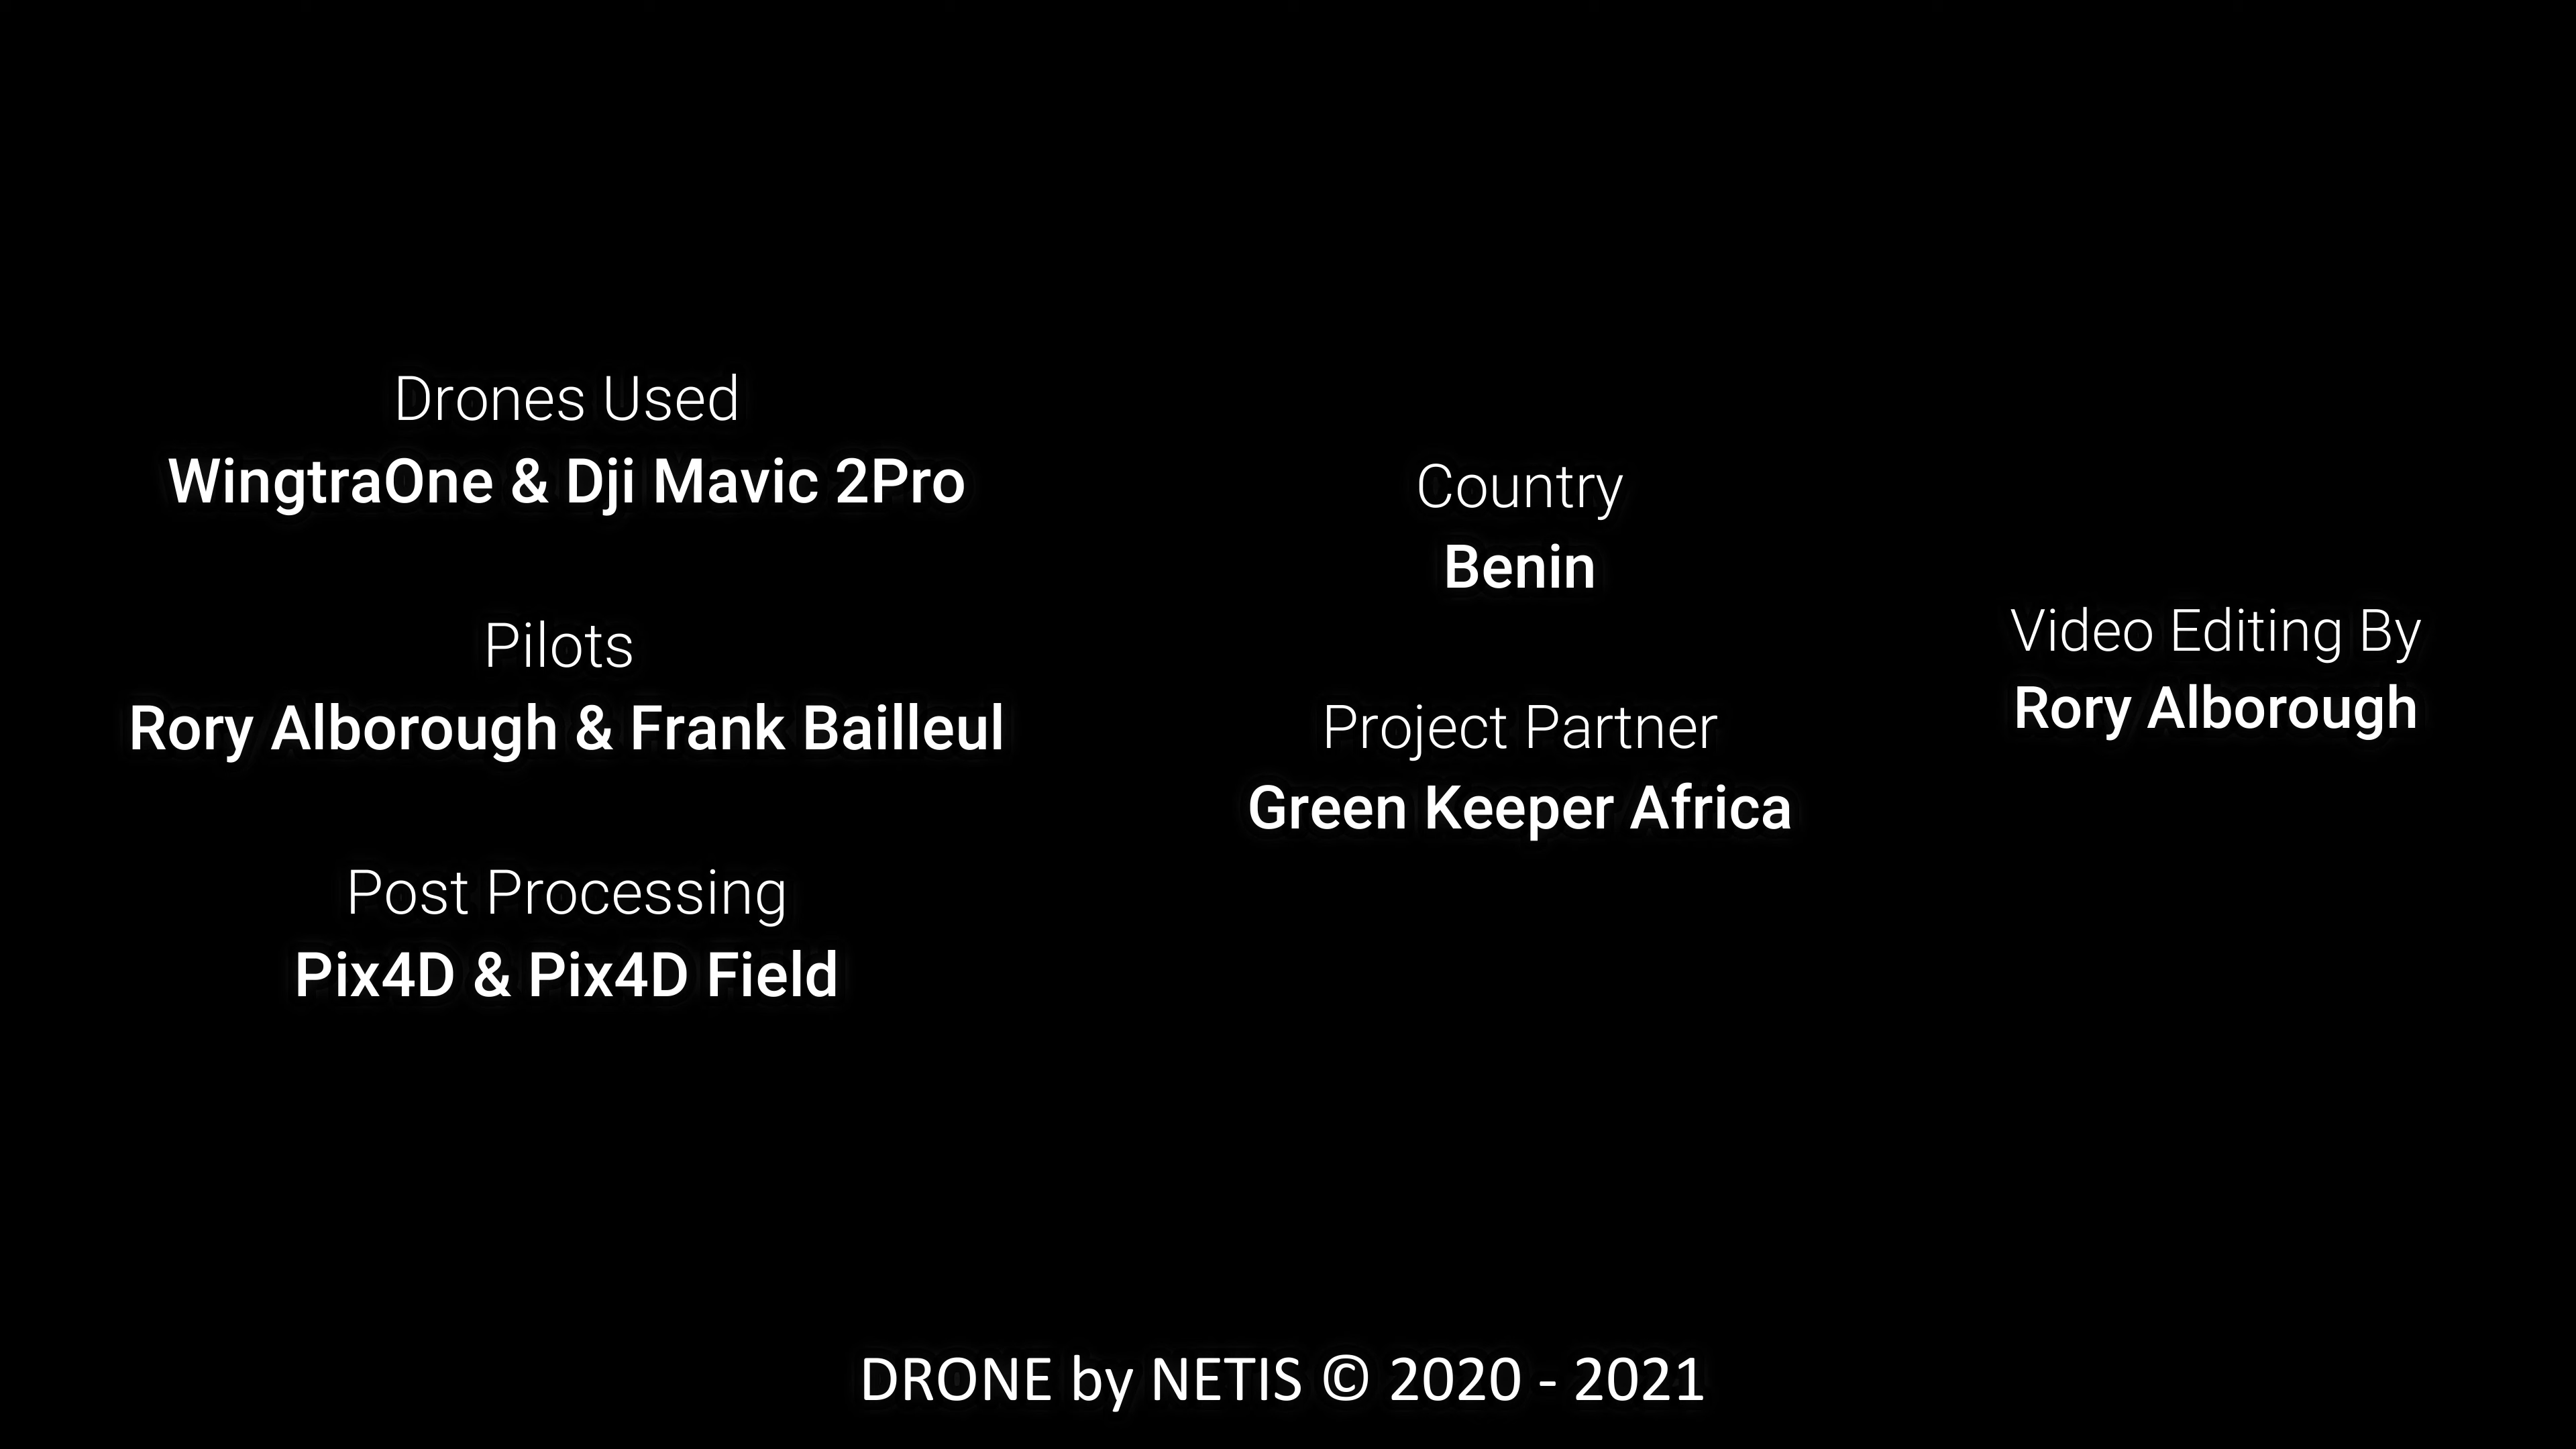 Drones Used
WingtraOne & Dji Mavic 2Pro
Pilots
Rory Alborough & Frank Bailleul
Post Processing
Pix4D & Pix4D Field
Country
Benin
Project Partner
Green Keeper Africa
Video Editing By
Rory Alborough
DRONE by NETIS © 2020 - 2021